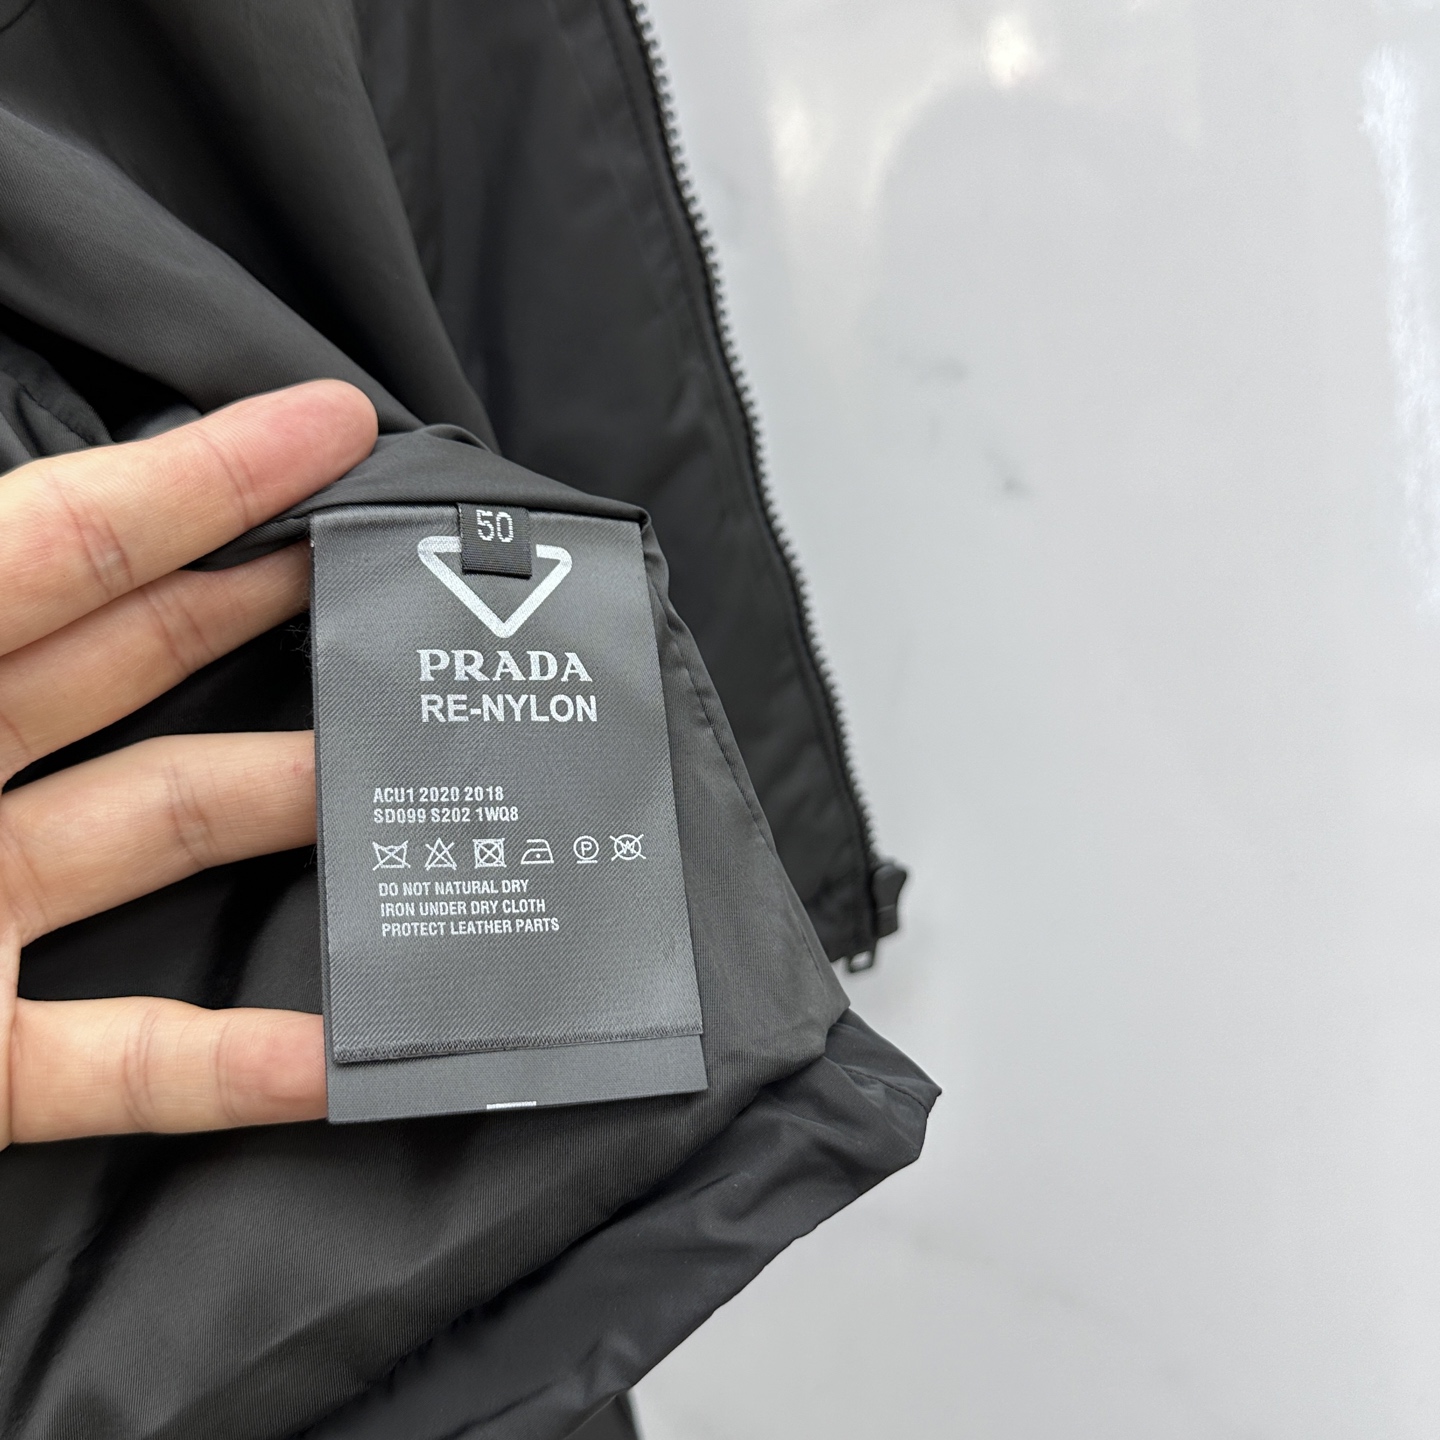 50
PRADA
RE-NYLON
ACU1 2020 2018
SD099 S202 1WQ8
P W
DO NOT NATURAL DRY
IRON UNDER DRY CLOTH
PROTECT LEATHER PARTS